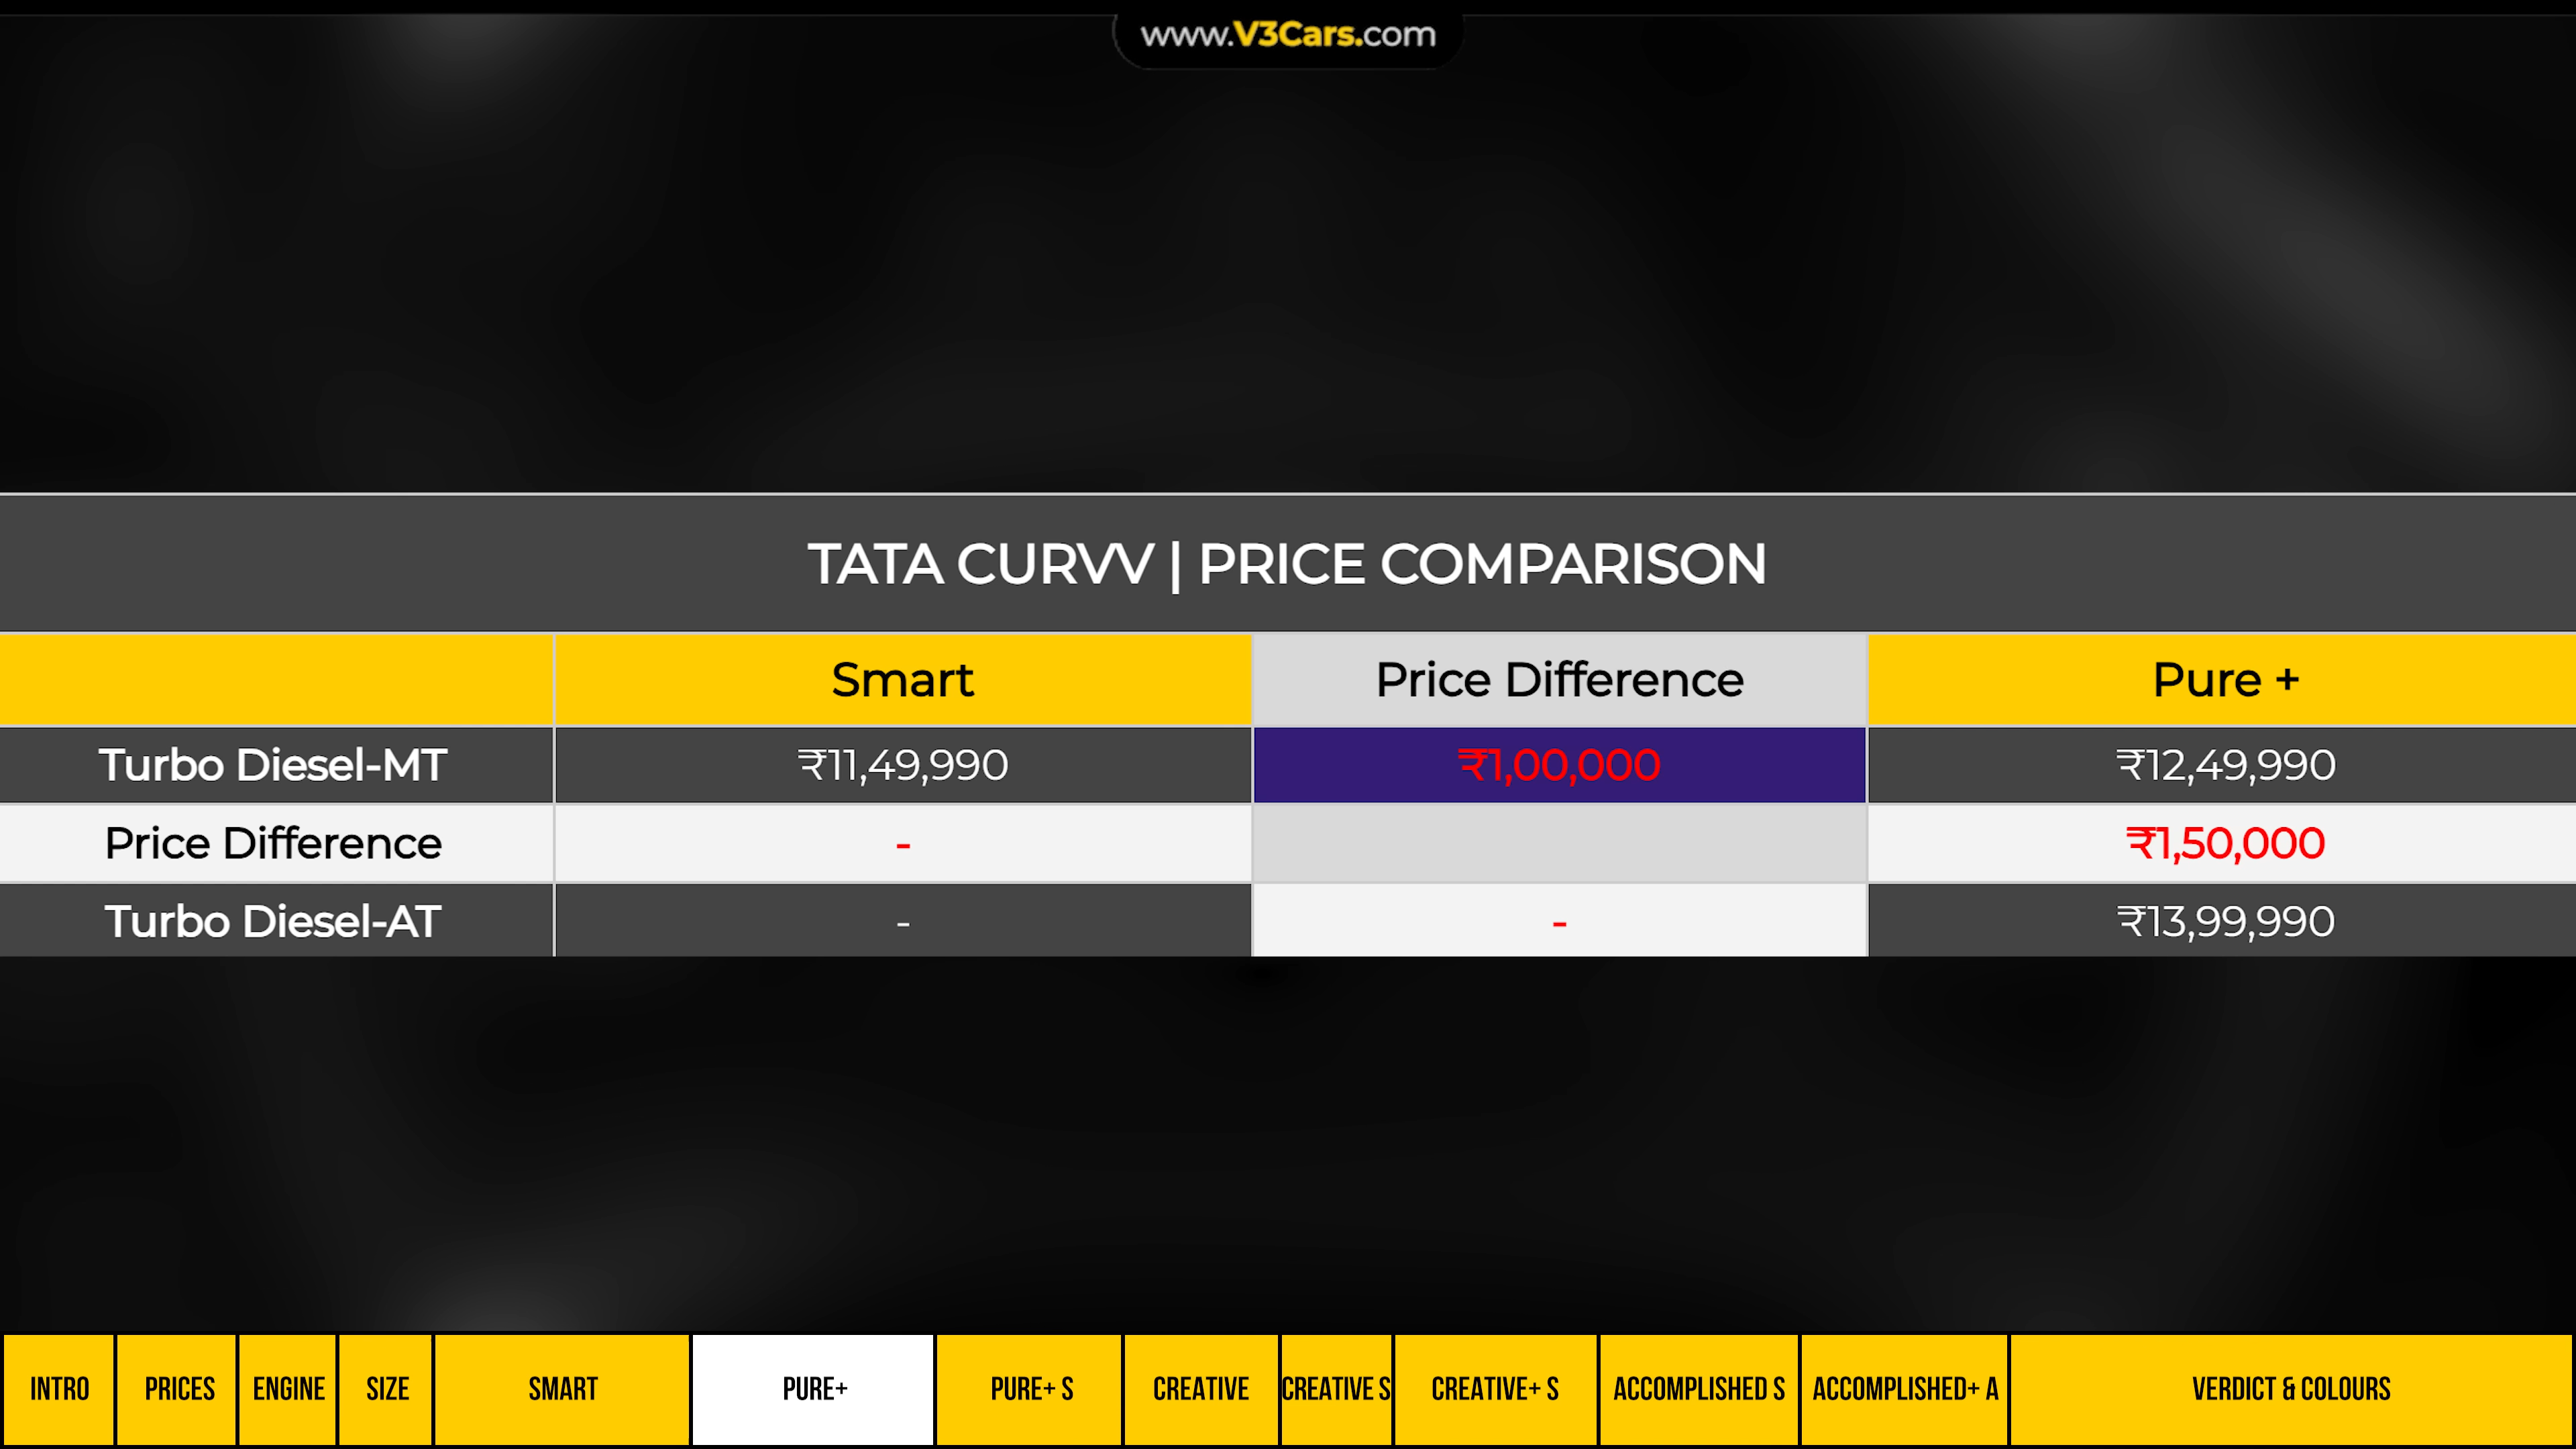 www.V3Cars.com
TATA CURVV | PRICE COMPARISON
Smart Price Difference Pure +
Turbo Diesel-MT ₹11,49,990 ₹1,00,000 ₹12,49,990
Price Difference - ₹1,50,000
Turbo Diesel-AT - - ₹13,99,990
INTRO PRICES ENGINE SIZE SMART PURE+ PURE+ S CREATIVE CREATIVE S CREATIVE+ S ACCOMPLISHED S ACCOMPLISHED+ A VERDICT & COLOURS